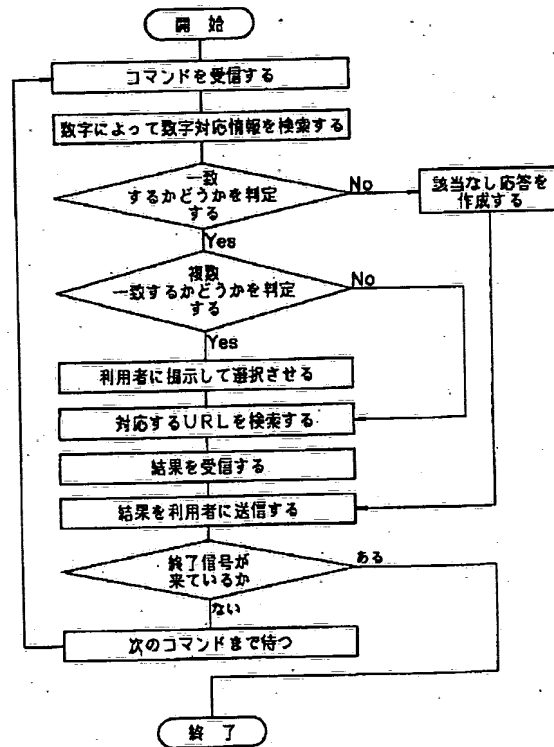 開 始
コマンドを受信する
数字によって数字対応情報を検索する
一致
するかどうかを判定
する
No
該当なし応答を
作成する
Yes
複数
一致するかどうかを判定
する
No
Yes
利用者に掲示して選択させる
対応するURLを検索する
結果を受信する
結果を利用者に送信する
終了信号が
来ているか
ある
ない
次のコマンドまで待つ
終 了